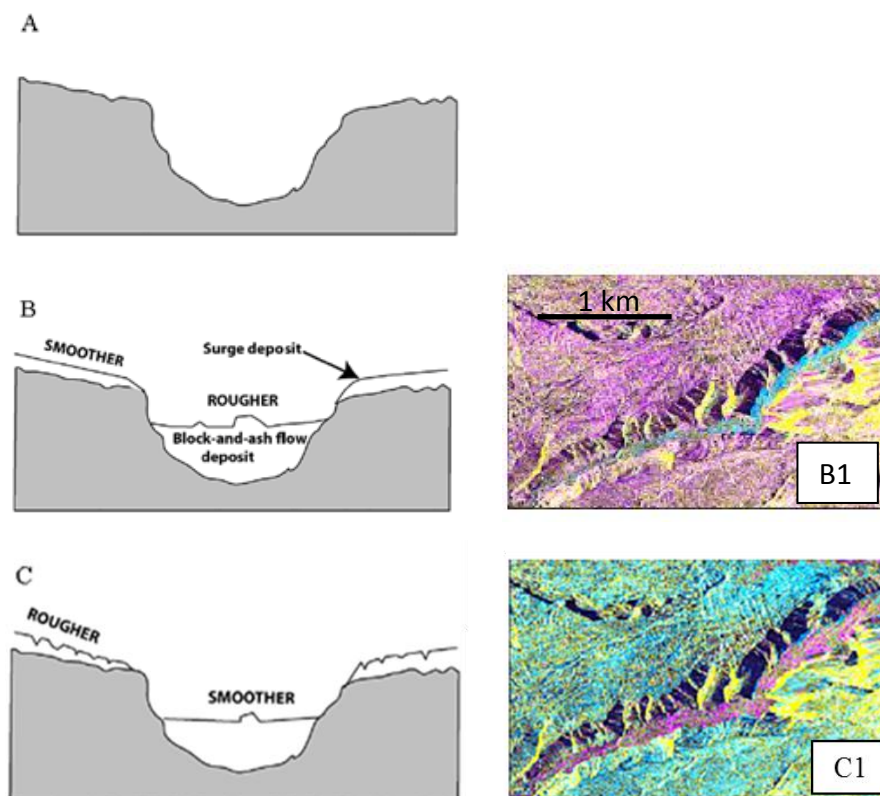 A
B
SMOOTHER
Surge deposit
ROUGHER
Block-and-ash flow
deposit
1 km
B1
C
ROUGHER
SMOOTHER
C1